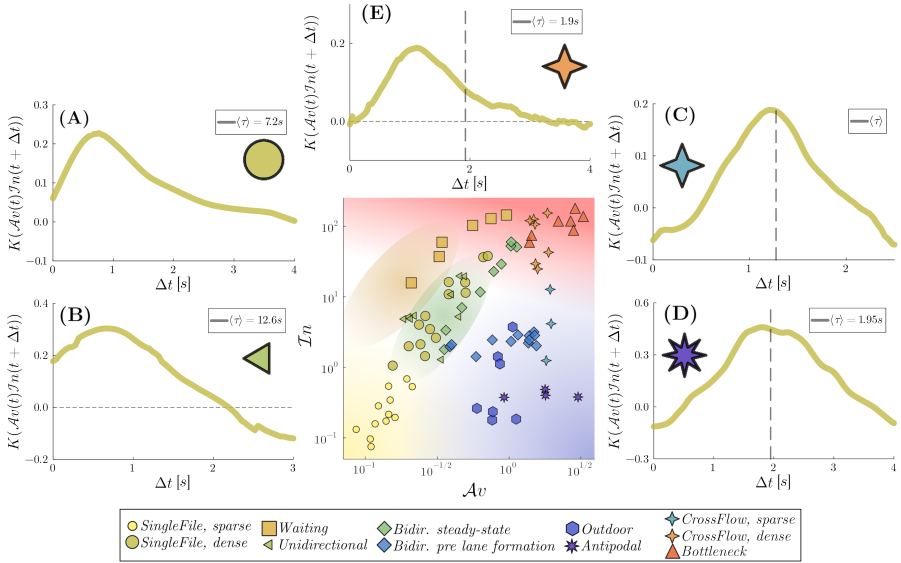 (E)
⟨τ⟩ = 1.9s
K(𝒜v(t)ℐn(t + Δt))
0.2
0.0
0
2
4
Δt [s]
(A)
⟨τ⟩ = 7.2s
K(𝒜v(t)ℐn(t + Δt))
0.3
0.2
0.1
0.0
−0.1
0
1
2
3
4
Δt [s]
(C)
⟨τ⟩
K(𝒜v(t)ℐn(t + Δt))
0.2
0.1
0.0
−0.1
0
1
2
Δt [s]
(B)
⟨τ⟩ = 12.6s
K(𝒜v(t)ℐn(t + Δt))
0.4
0.2
0.0
−0.2
0
1
2
3
Δt [s]
ℐn
10²
10¹
10⁰
10⁻¹
10⁻¹
10⁻¹ᐟ²
10⁰
10¹ᐟ²
𝒜v
(D)
⟨τ⟩ = 1.95s
K(𝒜v(t)ℐn(t + Δt))
0.6
0.3
0.0
−0.2
0
1
2
3
4
Δt [s]
SingleFile, sparse
SingleFile, dense
Waiting
Unidirectional
Bidir. steady-state
Bidir. pre lane formation
Outdoor
Antipodal
CrossFlow, sparse
CrossFlow, dense
Bottleneck